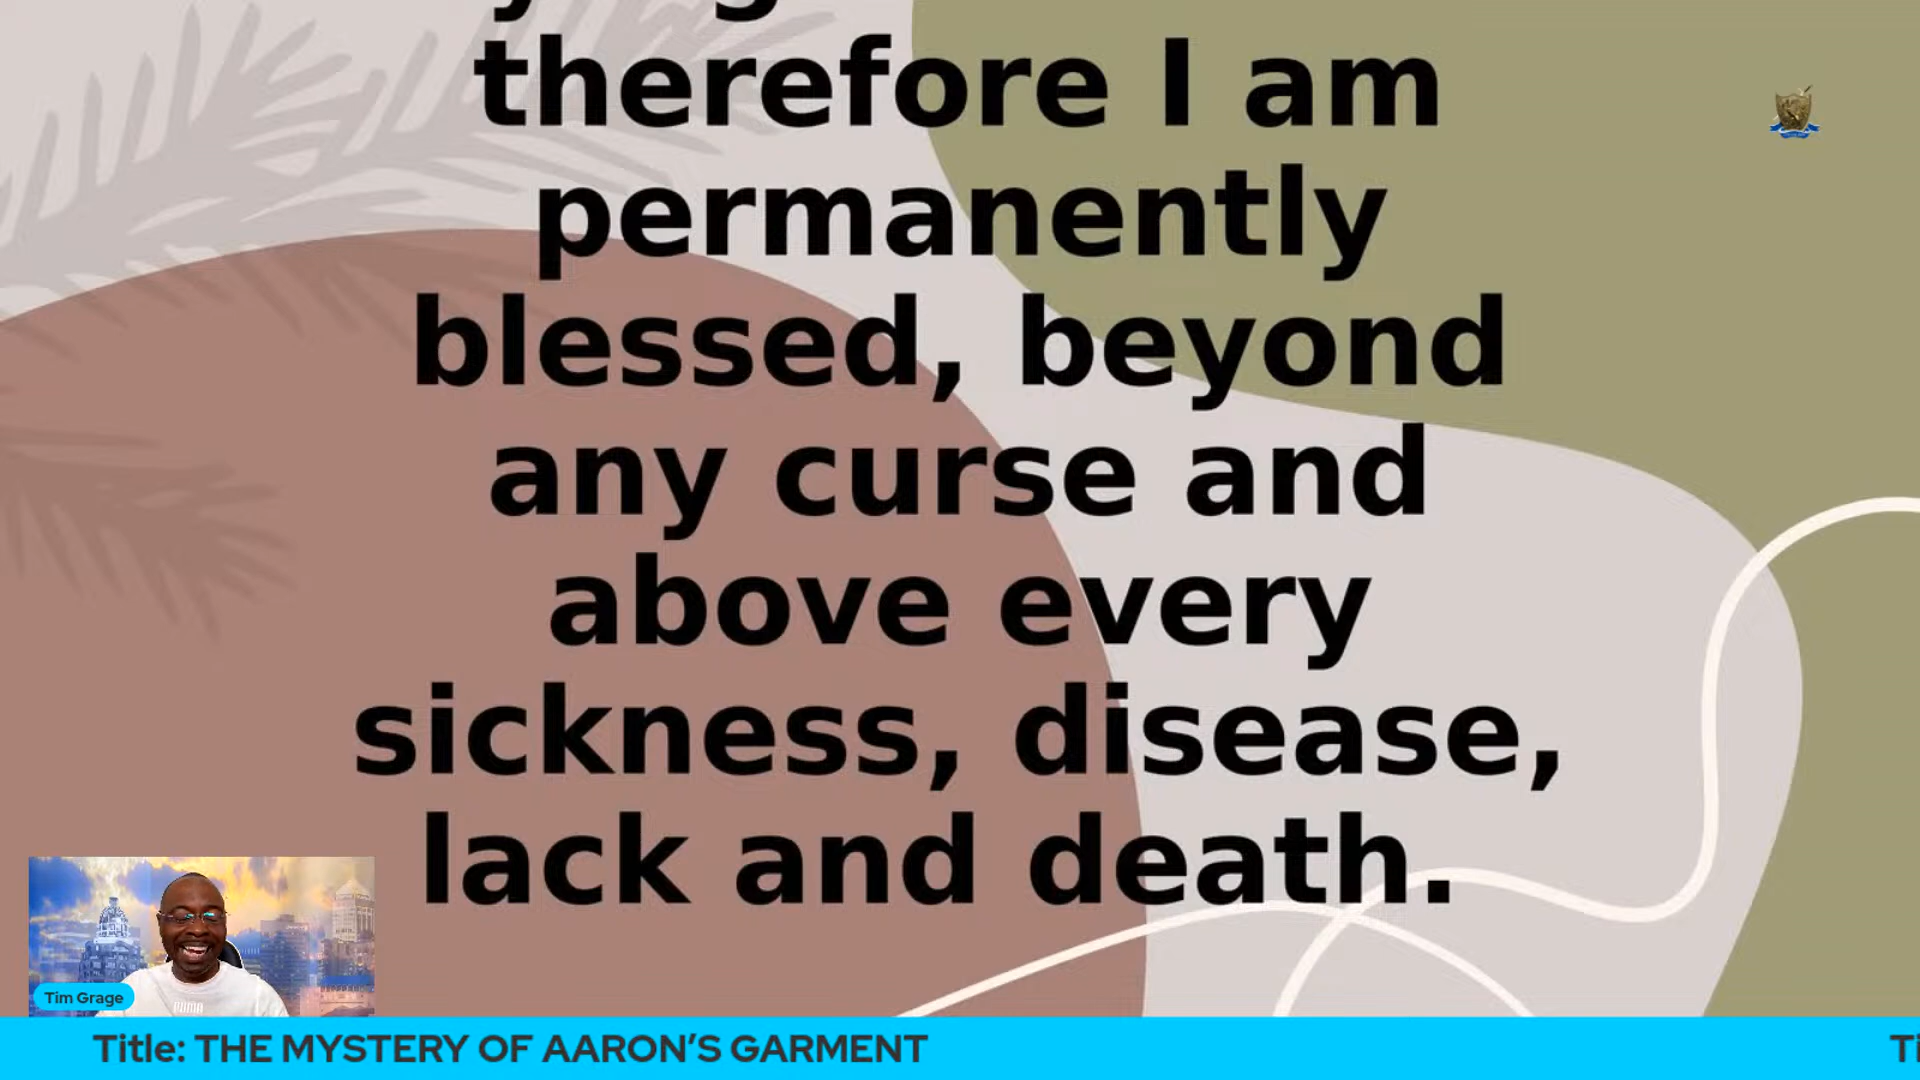 therefore I am
permanently
blessed, beyond
any curse and
above every
sickness, disease,
lack and death.
Tim Grage
Title: THE MYSTERY OF AARON’S GARMENT